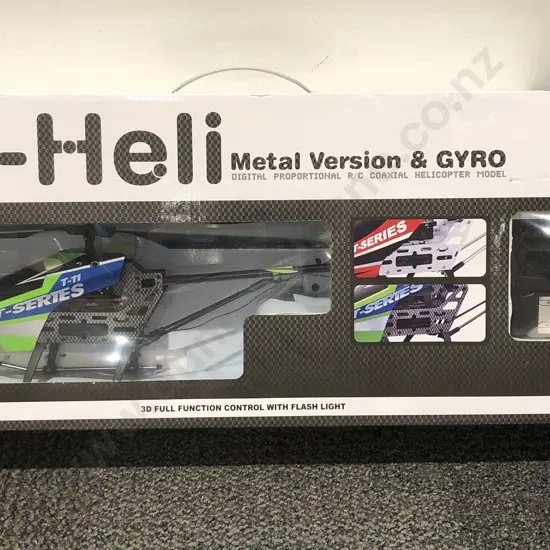 -Heli
Metal Version & GYRO
DIGITAL PROPORTIONAL R/C COAXIAL HELICOPTER MODEL
T-SERIES
T-11
T-SERIES
T-SERIES
3D FULL FUNCTION CONTROL WITH FLASH LIGHT